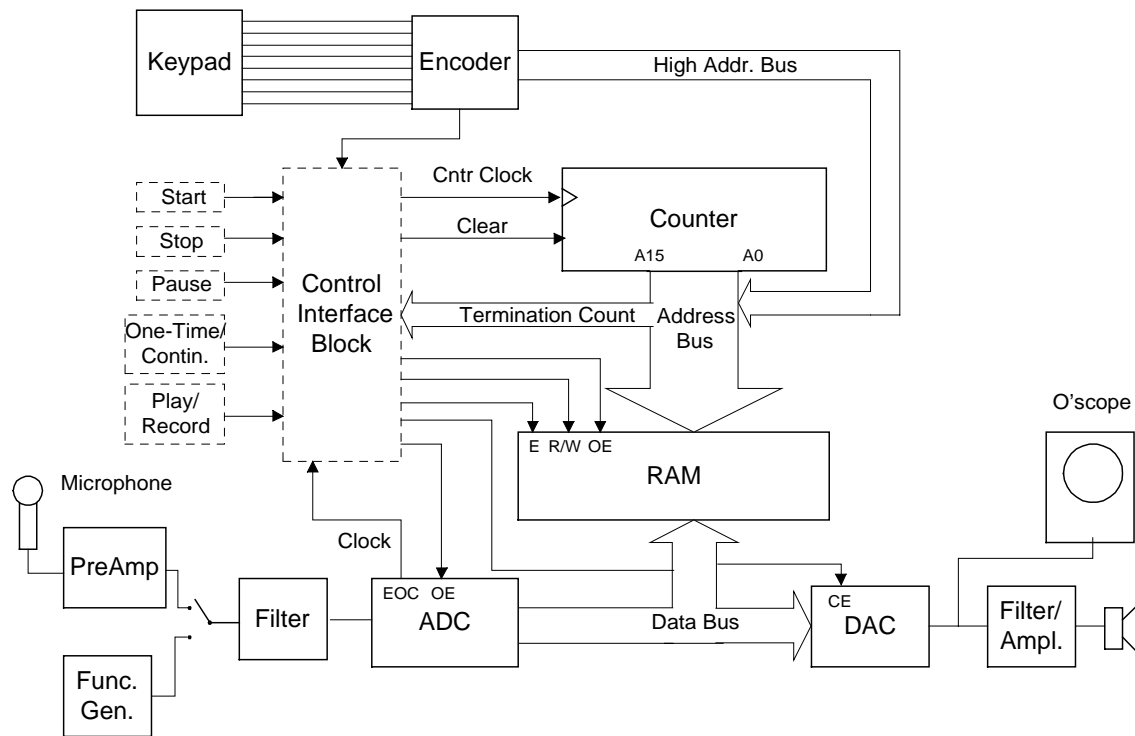 Keypad
Encoder
High Addr. Bus
Start
Stop
Pause
One-Time/
Contin.
Play/
Record
Control
Interface
Block
Cntr Clock
Clear
Counter
A15
A0
Termination Count
Address
Bus
E
R/W
OE
RAM
O'scope
Microphone
PreAmp
Func.
Gen.
Filter
Clock
EOC
OE
ADC
Data Bus
CE
DAC
Filter/
Ampl.